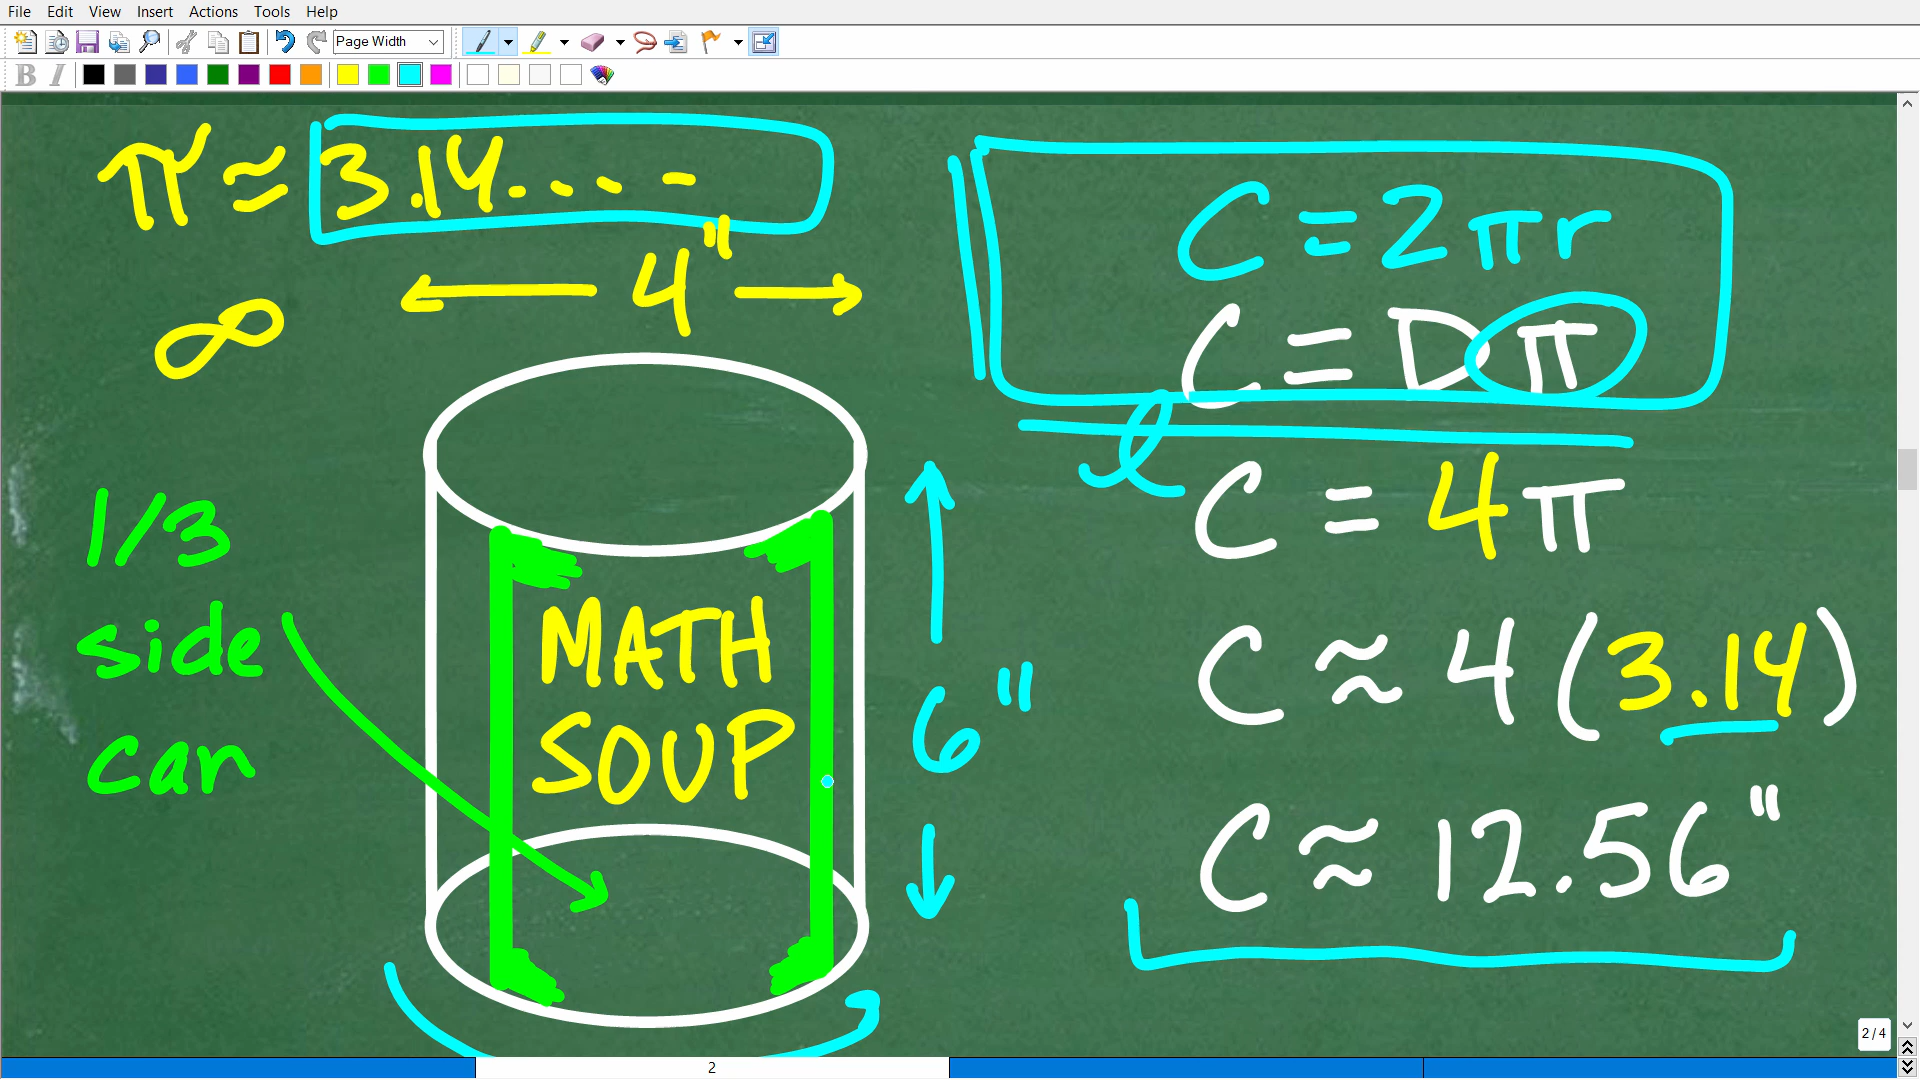 File Edit View Insert Actions Tools Help
Page Width
B I
π ≈ 3.14....-
∞
4"
1/3
side
can
MATH
SOUP
6"
C = 2πr
C = Dπ
C = 4π
C ≈ 4(3.14)
C ≈ 12.56"
2 / 4
2